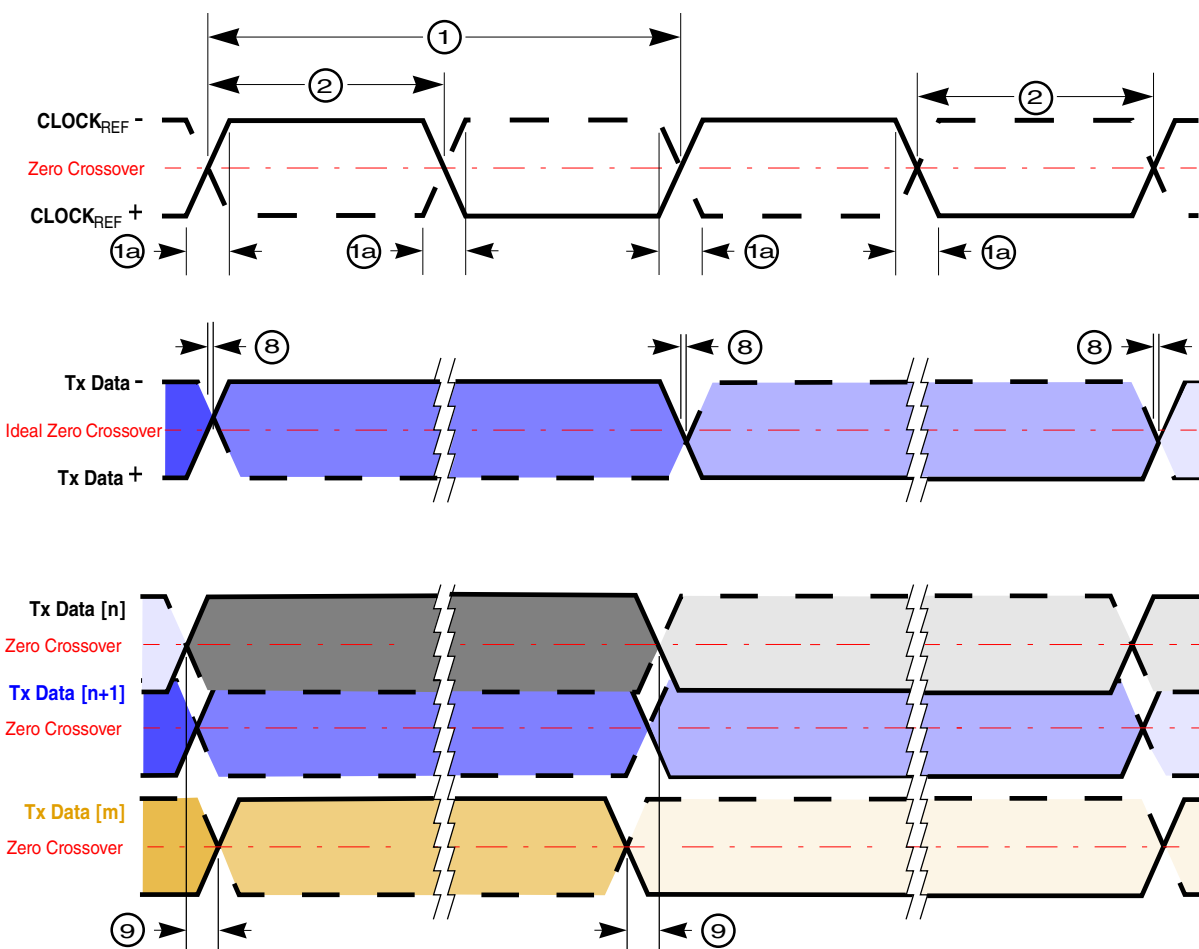 1
2
2
CLOCKREF -
Zero Crossover
CLOCKREF +
1a
1a
1a
1a
8
8
8
Tx Data -
Ideal Zero Crossover
Tx Data +
Tx Data [n]
Zero Crossover
Tx Data [n+1]
Zero Crossover
Tx Data [m]
Zero Crossover
9
9